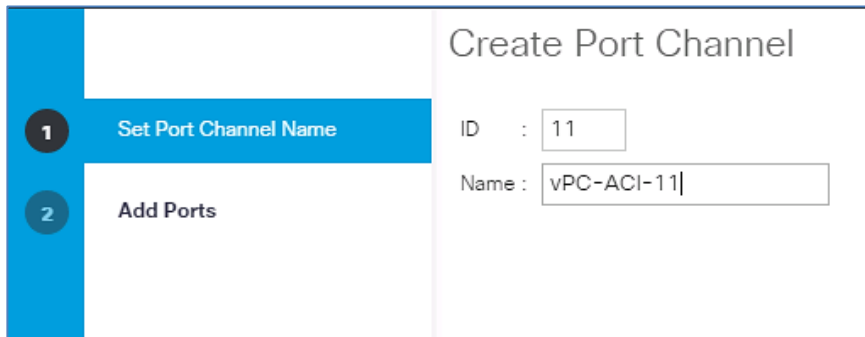 Create Port Channel
1 Set Port Channel Name
ID : 11
Name : vPC-ACI-11
2 Add Ports